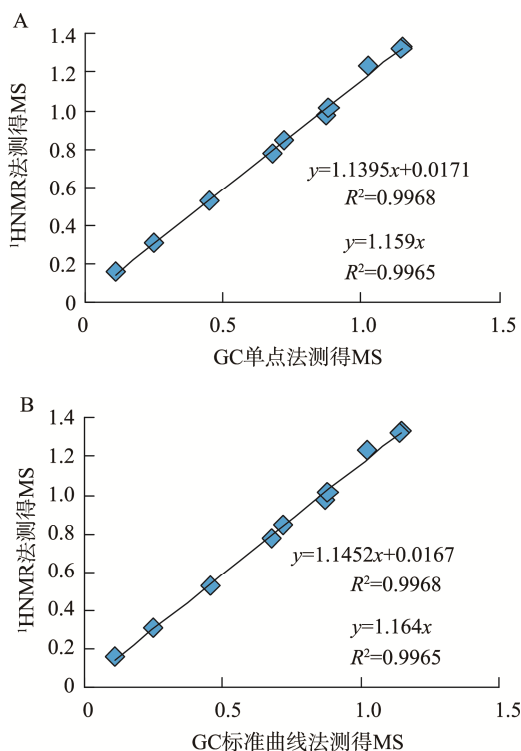 A
1.4
1.2
1.0
0.8
0.6
0.4
0.2
0
¹HNMR法测得MS
y=1.1395x+0.0171
R²=0.9968
y=1.159x
R²=0.9965
0 0.5 1.0 1.5
GC单点法测得MS
B
1.4
1.2
1.0
0.8
0.6
0.4
0.2
0
¹HNMR法测得MS
y=1.1452x+0.0167
R²=0.9968
y=1.164x
R²=0.9965
0 0.5 1.0 1.5
GC标准曲线法测得MS